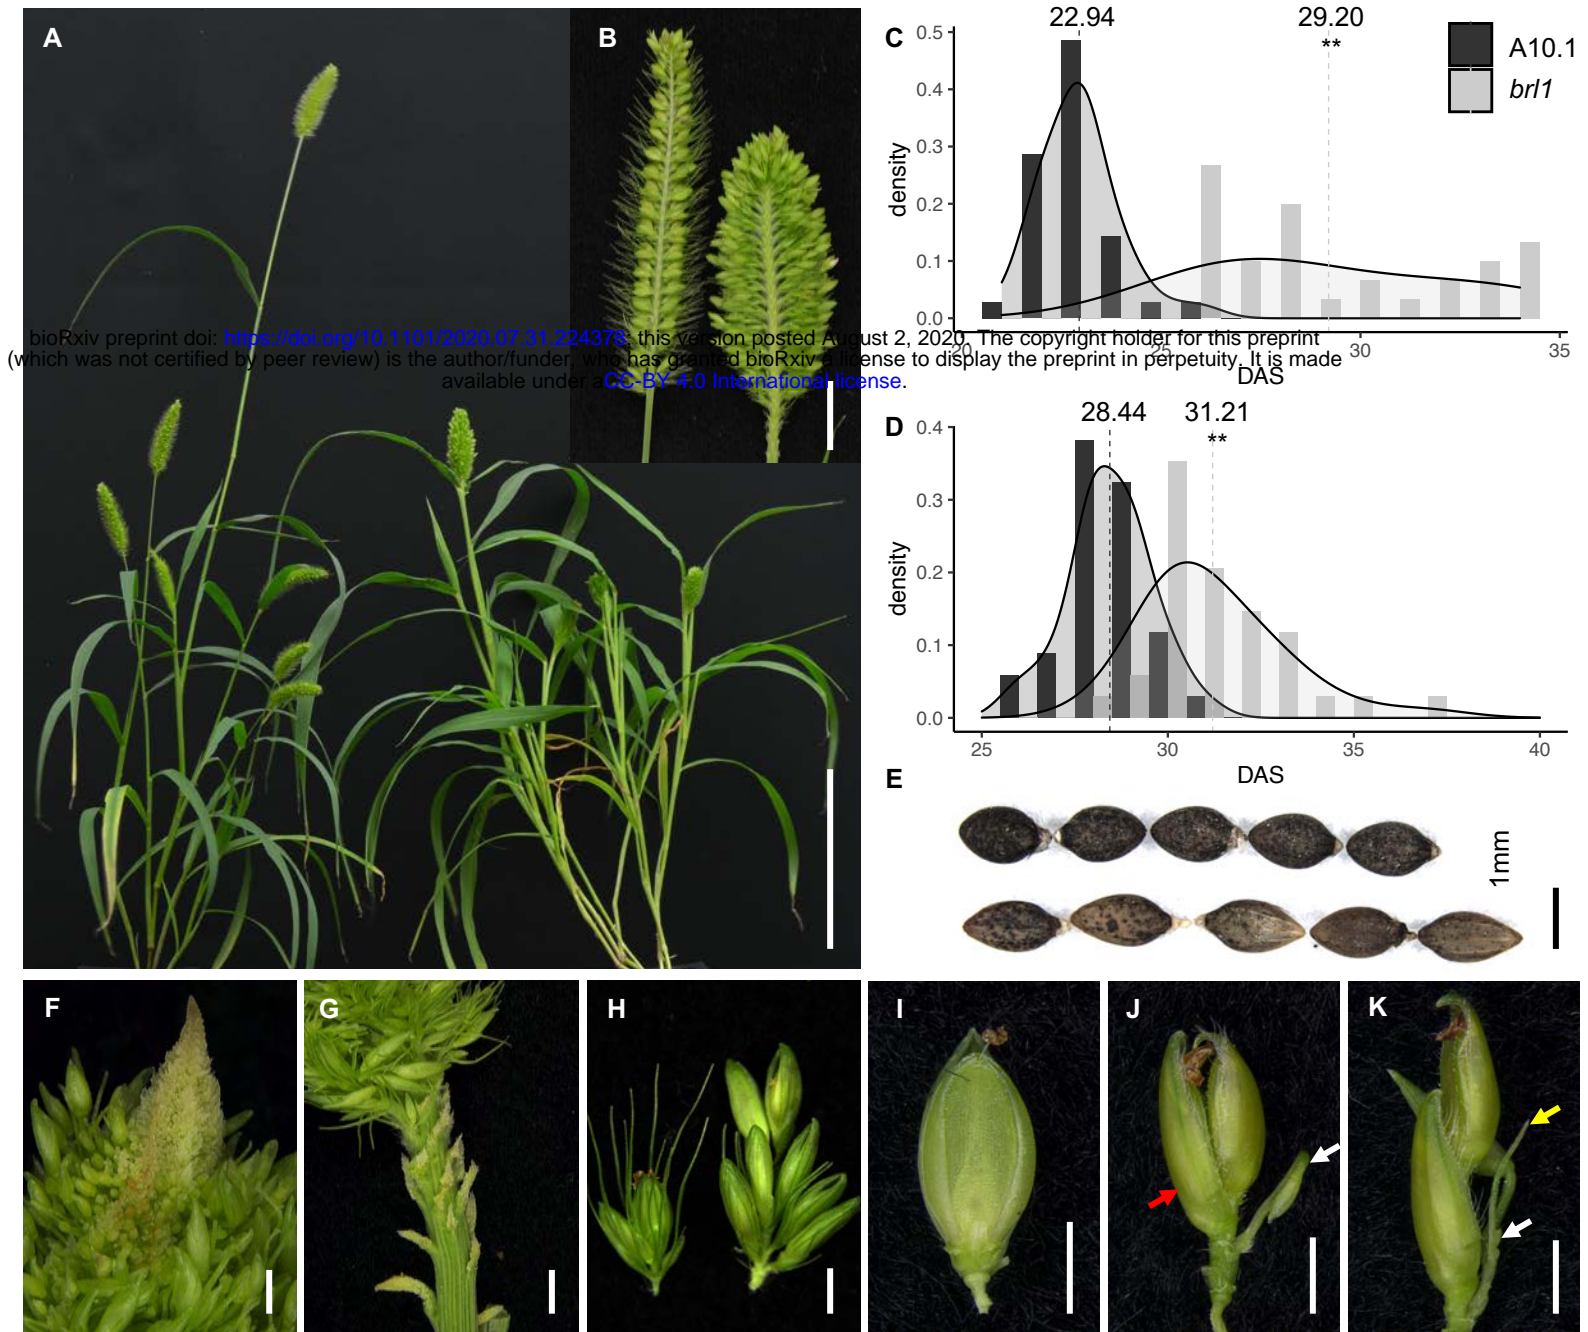 A
B
C
22.94
29.20
**
A10.1
brl1
0.5
0.4
0.3
0.2
0.1
0.0
density
20
25
30
35
DAS
bioRxiv preprint doi: https://doi.org/10.1101/2020.07.31.224378; this version posted August 2, 2020. The copyright holder for this preprint
(which was not certified by peer review) is the author/funder, who has granted bioRxiv a license to display the preprint in perpetuity. It is made
available under aCC-BY 4.0 International license.
D
28.44
31.21
**
0.4
0.3
0.2
0.1
0.0
density
25
30
35
40
DAS
E
1mm
F
G
H
I
J
K